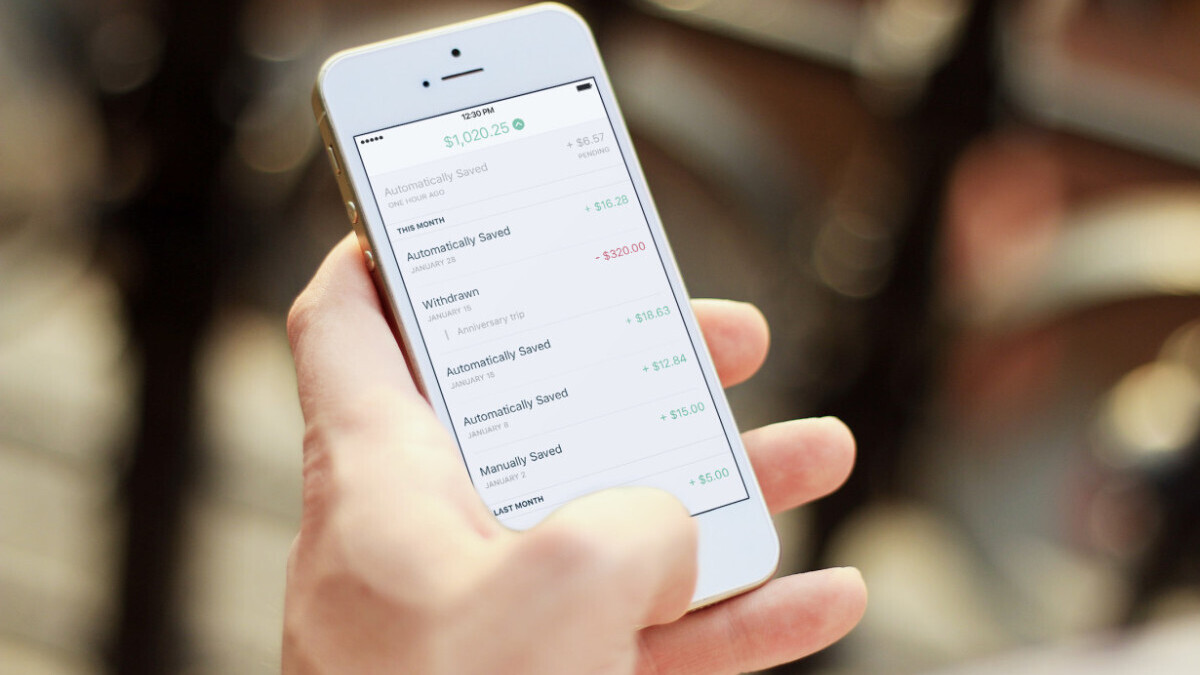 12:30 PM
$1,020.25
Automatically Saved
+ $6.57
ONE HOUR AGO
PENDING
THIS MONTH
Automatically Saved
+ $16.28
JANUARY 28
Withdrawn
- $320.00
JANUARY 15
Anniversary trip
Automatically Saved
+ $18.63
JANUARY 15
Automatically Saved
+ $12.84
JANUARY 8
Manually Saved
+ $15.00
JANUARY 2
LAST MONTH
+ $5.00